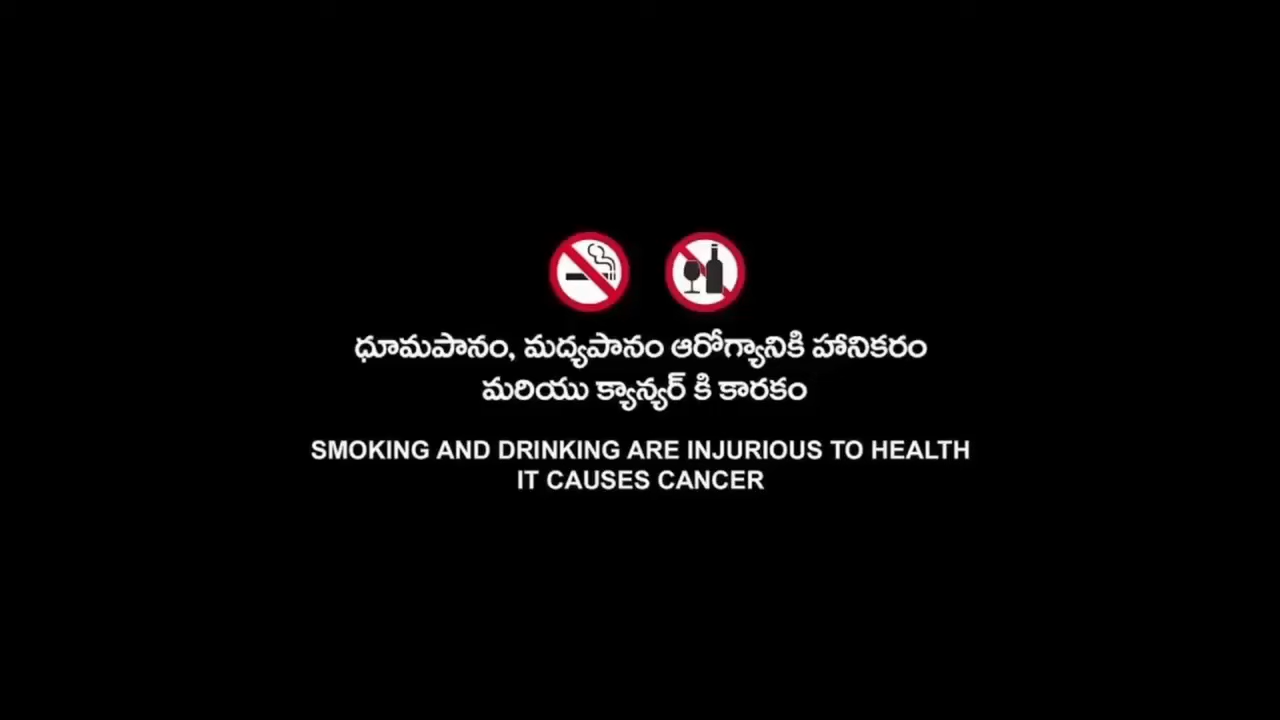 ధూమపానం, మద్యపానం ఆరోగ్యానికి హానికరం
మరియు క్యాన్సర్ కి కారకం
SMOKING AND DRINKING ARE INJURIOUS TO HEALTH
IT CAUSES CANCER